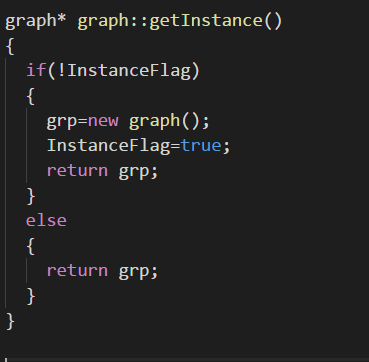 graph* graph::getInstance()
{
  if(!InstanceFlag)
  {
    grp=new graph();
    InstanceFlag=true;
    return grp;
  }
  else
  {
    return grp;
  }
}